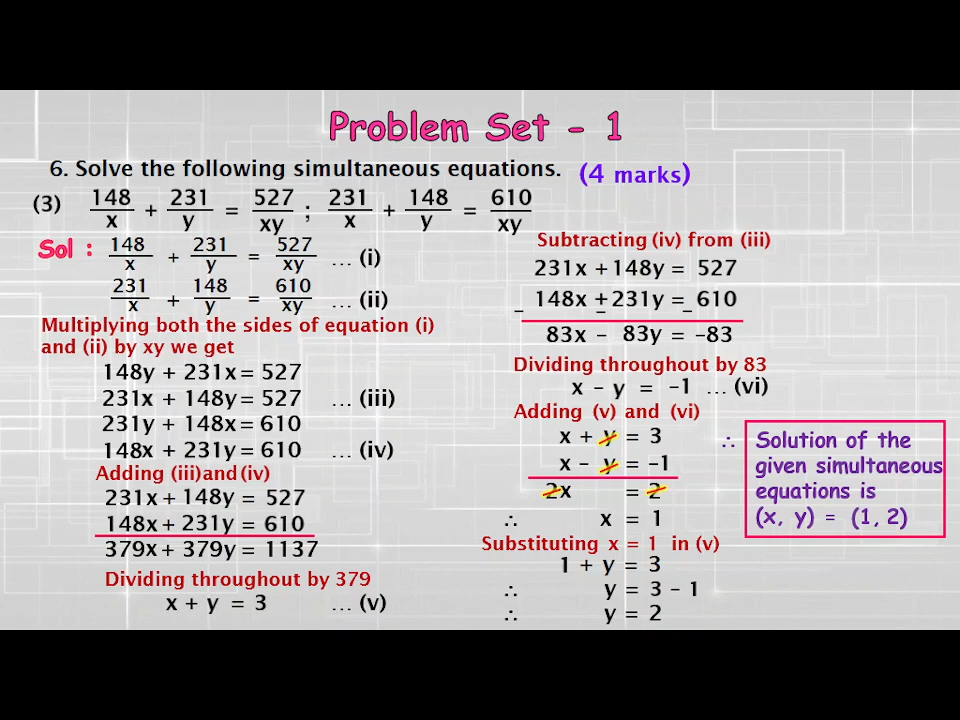 Problem Set - 1
6. Solve the following simultaneous equations. (4 marks)
(3) 148/x + 231/y = 527/xy ; 231/x + 148/y = 610/xy
Sol : 148/x + 231/y = 527/xy ... (i)
231/x + 148/y = 610/xy ... (ii)
Multiplying both the sides of equation (i)
and (ii) by xy we get
148y + 231x = 527
231x + 148y = 527 ... (iii)
231y + 148x = 610
148x + 231y = 610 ... (iv)
Adding (iii)and(iv)
231x + 148y = 527
148x + 231y = 610
379x + 379y = 1137
Dividing throughout by 379
x + y = 3 ... (v)
Subtracting (iv) from (iii)
231x + 148y = 527
148x + 231y = 610
− − −
83x − 83y = −83
Dividing throughout by 83
x − y = −1 ... (vi)
Adding (v) and (vi)
x + y = 3
x − y = −1
2x = 2
∴ x = 1
Substituting x = 1 in (v)
1 + y = 3
∴ y = 3 − 1
∴ y = 2
∴ Solution of the
given simultaneous
equations is
(x, y) = (1, 2)